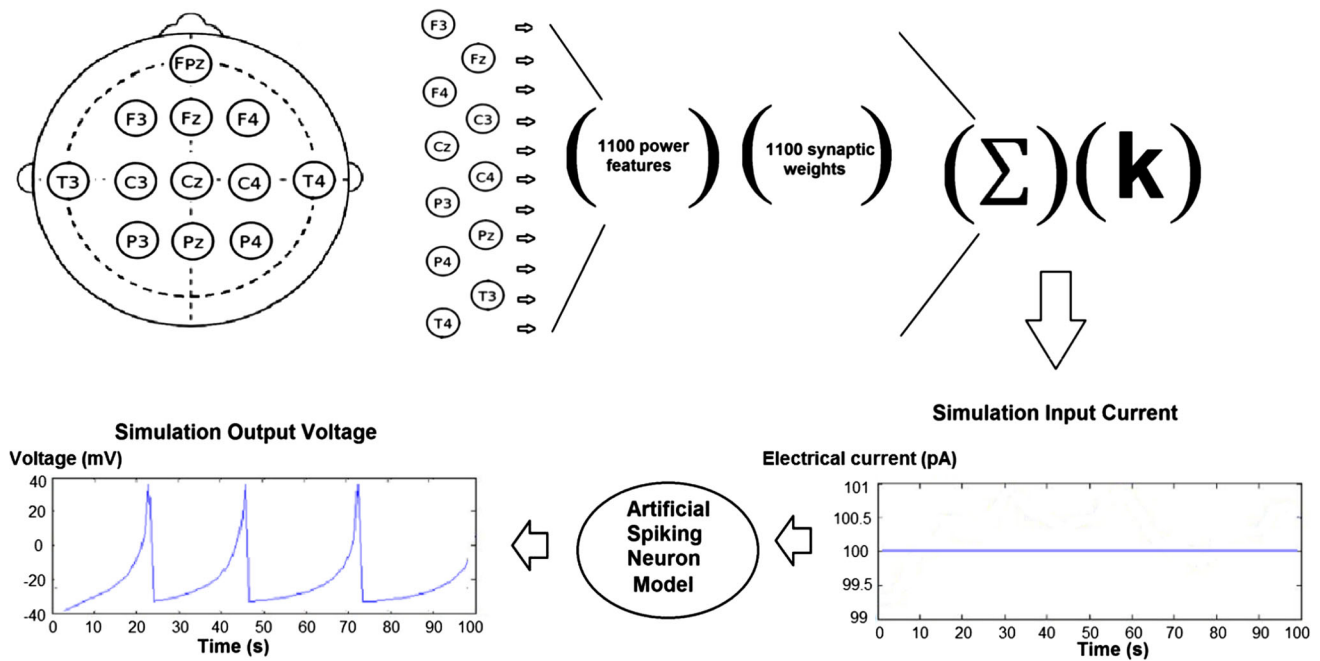 Fpz
F3 Fz F4
T3 C3 Cz C4 T4
P3 Pz P4
F3
Fz
F4
C3
Cz
C4
P3
Pz
P4
T3
T4
1100 power
features
1100 synaptic
weights
(Σ)(k)
Simulation Input Current
Electrical current (pA)
101
100.5
100
99.5
99
0 10 20 30 40 50 60 70 80 90 100
Time (s)
Artificial
Spiking
Neuron
Model
Simulation Output Voltage
Voltage (mV)
40
20
0
-20
-40
0 10 20 30 40 50 60 70 80 90 100
Time (s)